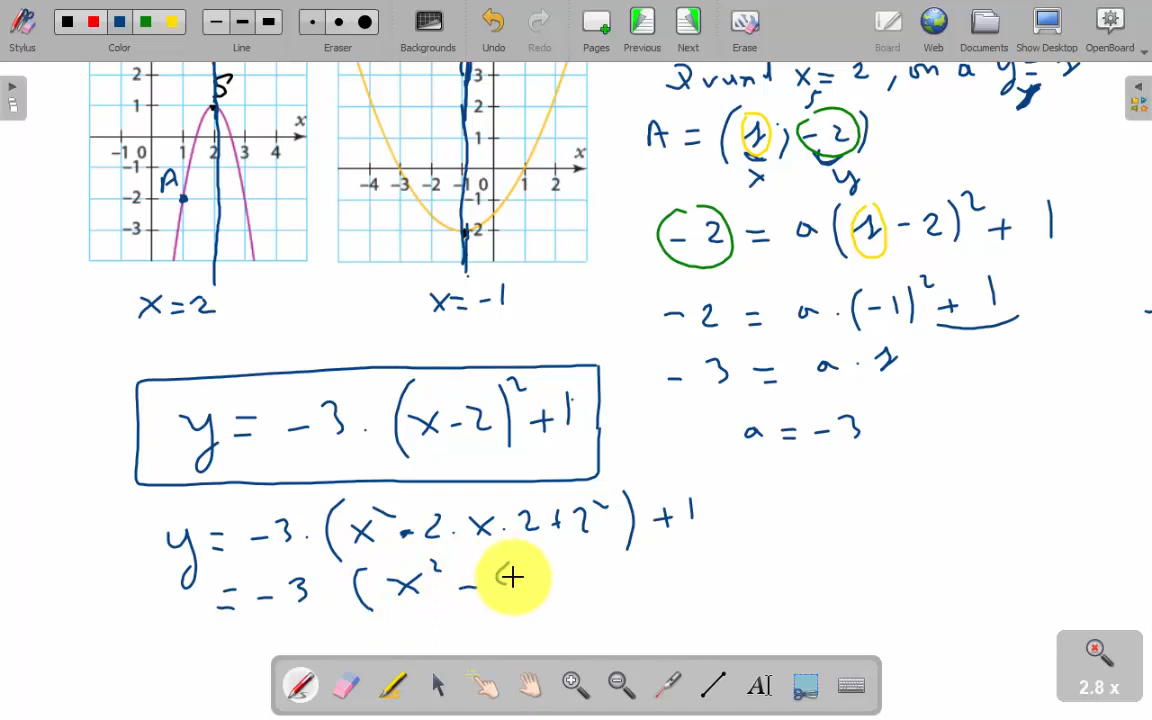 Stylus Color Line Eraser Backgrounds Undo Redo Pages Previous Next Erase Board Web Documents Show Desktop OpenBoard
2 1 -1 0 1 2 3 4 -1 -2 -3 x
S
A
3 2 1 -4 -3 -2 -1 0 1 2 -1 -2 x
x = 2
x = -1
x = 2, on a y =
A = (1; -2)
x y
-2 = a(1 - 2)² + 1
-2 = a · (-1)² + 1
-3 = a · 1
a = -3
y = -3 · (x - 2)² + 1
y = -3 · (x² - 2 · x · 2 + 2²) + 1
= -3 (x² -
2.8 x